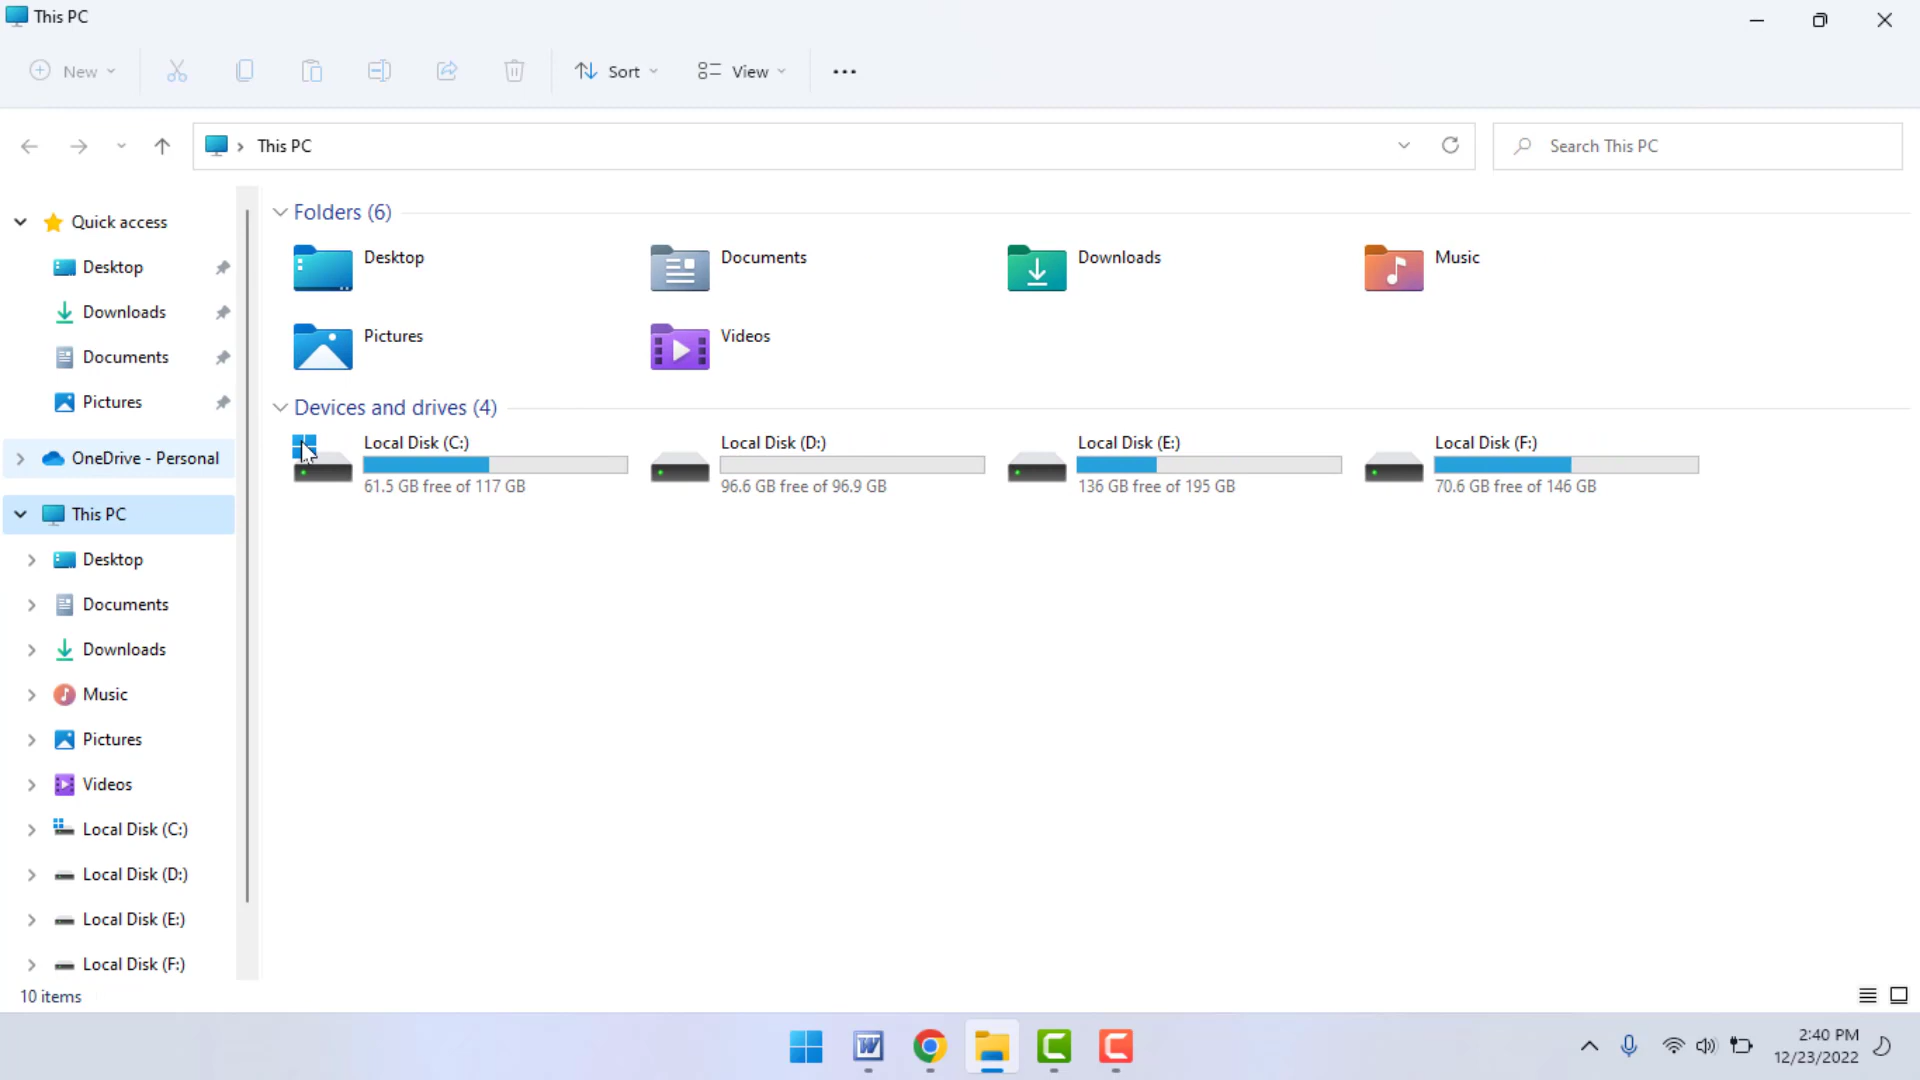 This PC
New
Sort
View
This PC
Search This PC
Quick access
Desktop
Downloads
Documents
Pictures
OneDrive - Personal
This PC
Desktop
Documents
Downloads
Music
Pictures
Videos
Local Disk (C:)
Local Disk (D:)
Local Disk (E:)
Local Disk (F:)
Folders (6)
Desktop
Documents
Downloads
Music
Pictures
Videos
Devices and drives (4)
Local Disk (C:)
61.5 GB free of 117 GB
Local Disk (D:)
96.6 GB free of 96.9 GB
Local Disk (E:)
136 GB free of 195 GB
Local Disk (F:)
70.6 GB free of 146 GB
10 items
W
2:40 PM
12/23/2022